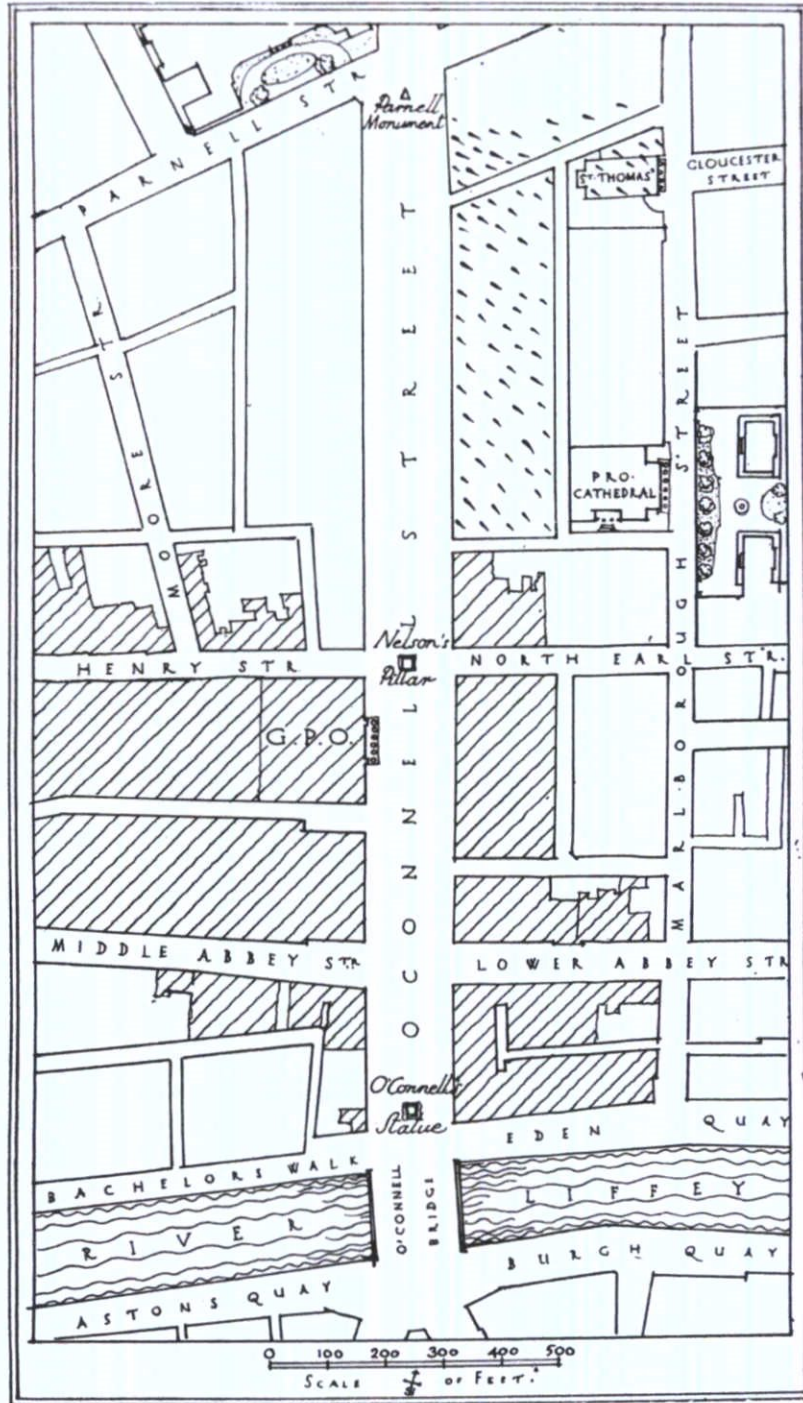 PARNELL STR
Parnell
Monument
ST. THOMAS'
GLOUCESTER
STREET
MOORE STR.
O'CONNELL STREET
MARLBOROUGH STREET
PRO-
CATHEDRAL
HENRY STR
Nelson's
Pillar
NORTH EARL STR.
G.P.O.
MIDDLE ABBEY STR.
LOWER ABBEY STR
O'Connell's
Statue
EDEN QUAY
BACHELORS WALK
O'CONNELL
BRIDGE
RIVER LIFFEY
BURGH QUAY
ASTONS QUAY
0 100 200 300 400 500
SCALE OF FEET.